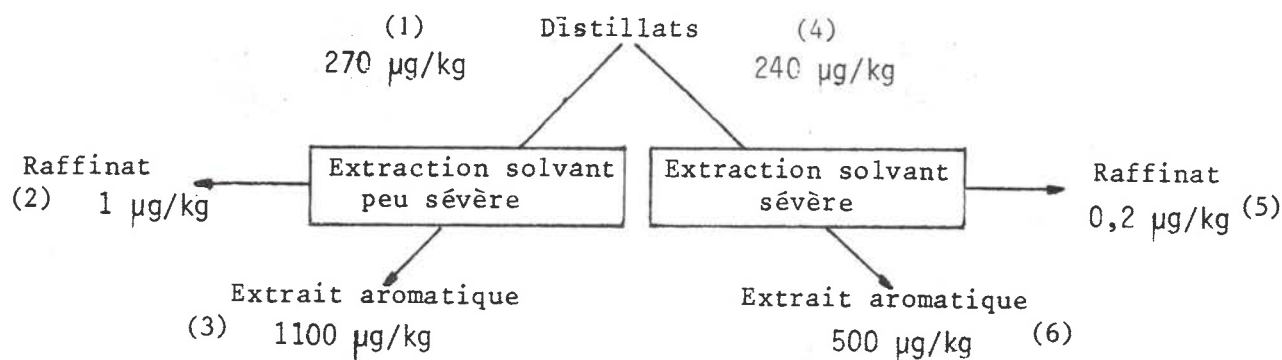 (1) Distillats (4)
270 µg/kg 240 µg/kg
Raffinat
(2) 1 µg/kg
Extraction solvant
peu sévère
Extraction solvant
sévère
Raffinat
0,2 µg/kg (5)
Extrait aromatique
(3) 1100 µg/kg
Extrait aromatique
500 µg/kg (6)